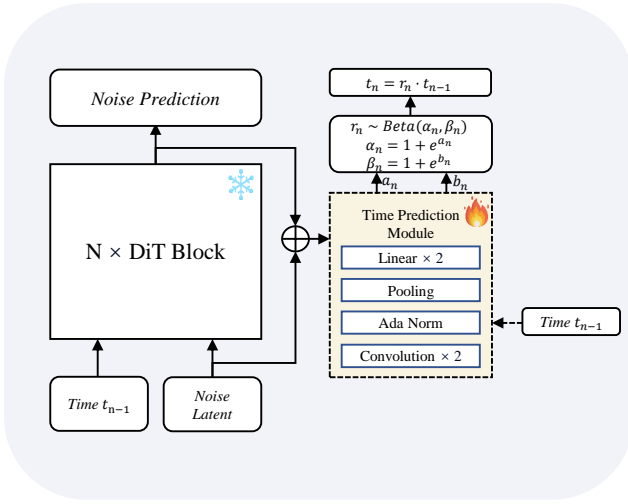 Noise Prediction
N × DiT Block
Time t_{n−1}
Noise
Latent
t_n = r_n · t_{n−1}
r_n ~ Beta(α_n, β_n)
α_n = 1 + e^{a_n}
β_n = 1 + e^{b_n}
a_n
b_n
Time Prediction
Module
Linear × 2
Pooling
Ada Norm
Convolution × 2
Time t_{n−1}